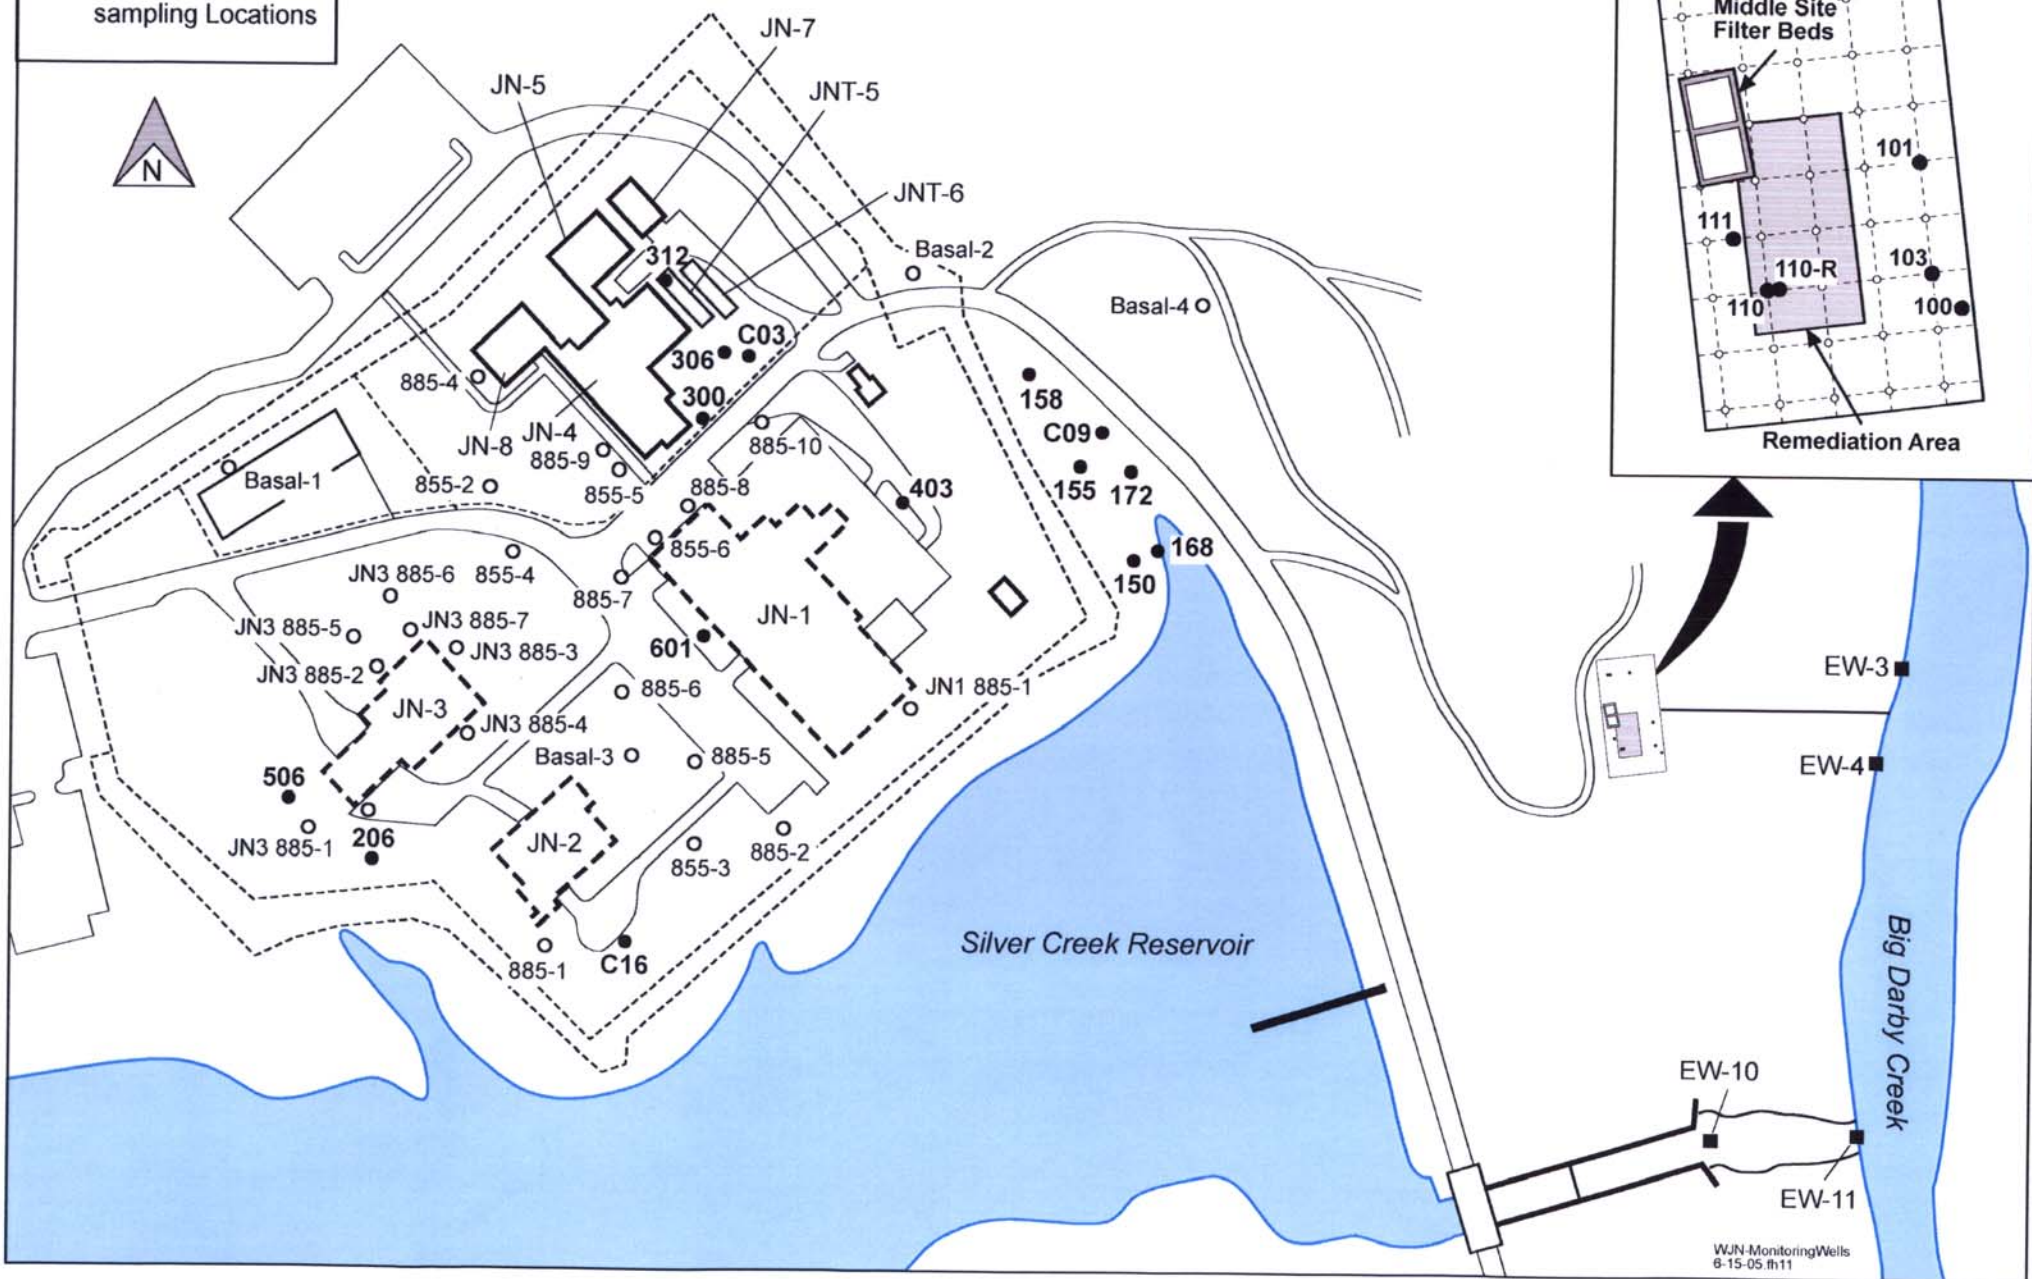 sampling Locations
N
JN-7
JN-5
JNT-5
JNT-6
312
Basal-2
Basal-4
C03
306
885-4
300
158
JN-8
JN-4
885-10
C09
885-9
Basal-1
855-2
855-5
885-8
403
155
172
855-6
168
JN3 885-6
855-4
150
885-7
JN-1
JN3 885-5
JN3 885-7
601
JN3 885-3
JN3 885-2
885-6
JN1 885-1
JN-3
JN3 885-4
Basal-3
885-5
506
JN3 885-1
206
JN-2
855-3
885-2
885-1
C16
Silver Creek Reservoir
Middle Site
Filter Beds
101
111
110-R
103
110
100
Remediation Area
EW-3
EW-4
Big Darby Creek
EW-10
EW-11
WJN-MonitoringWells
6-15-05.fh11